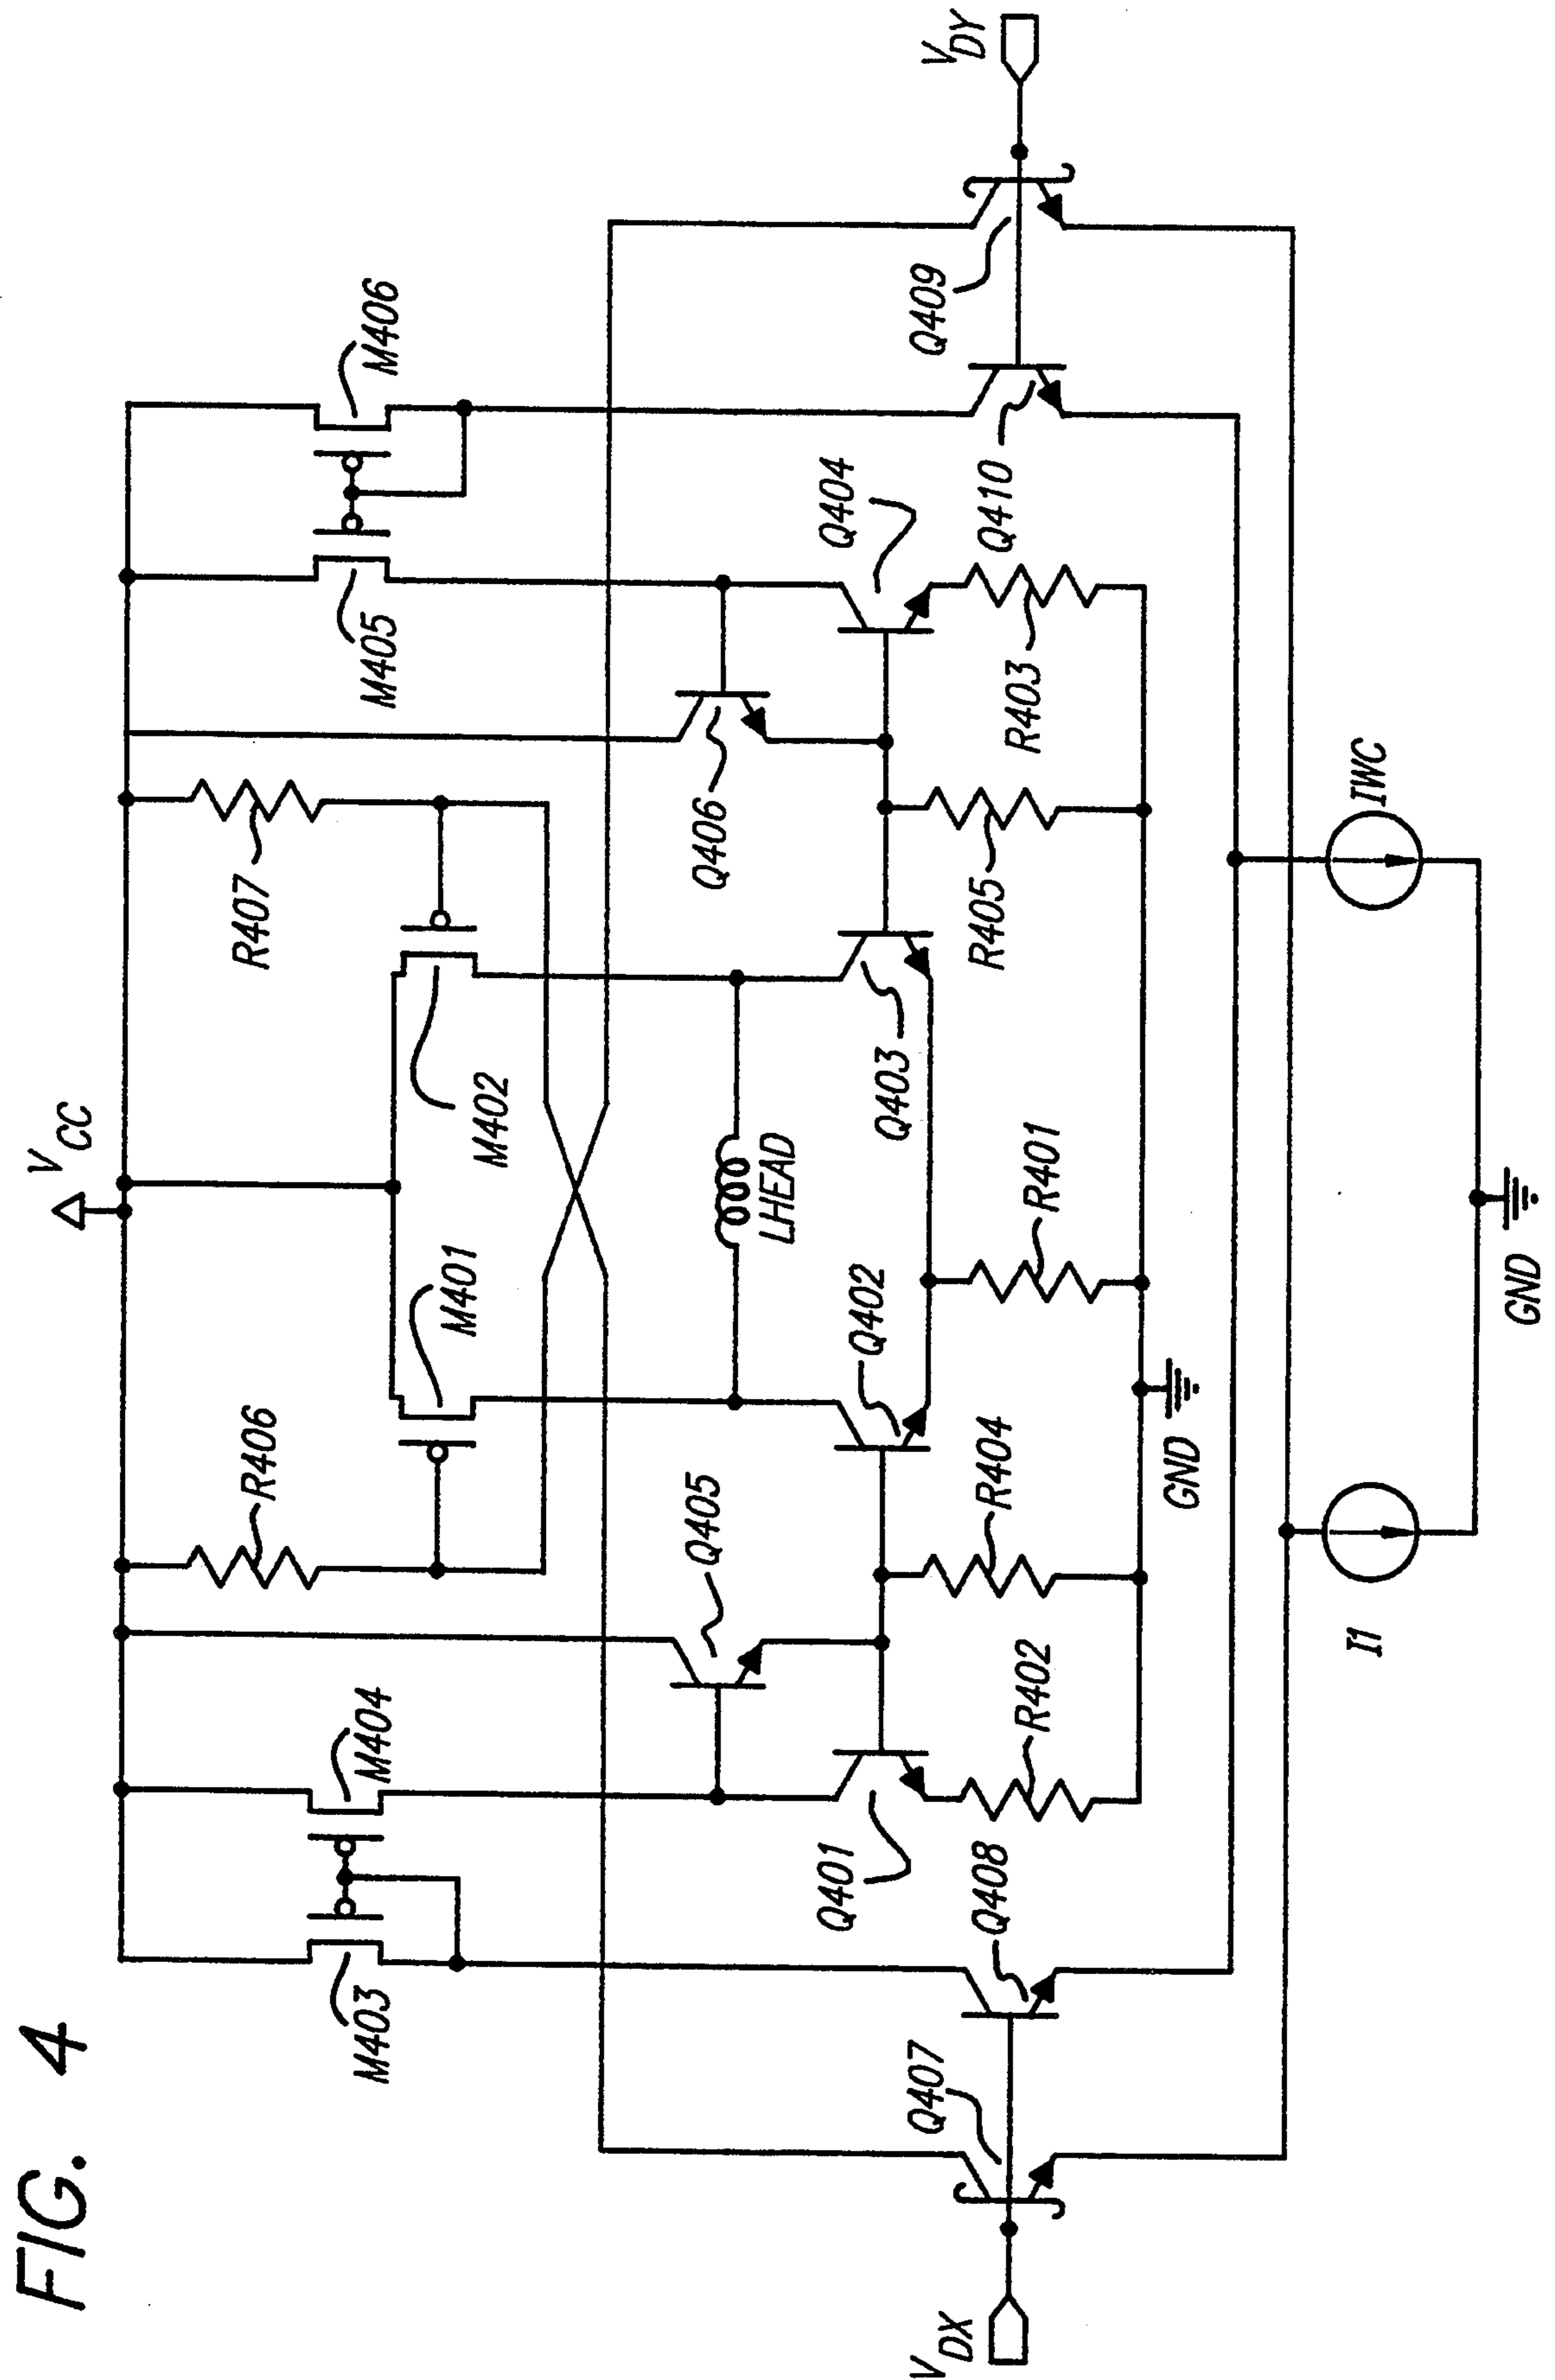 FIG. 4
VCC
R406
R407
M403
M404
M401
M402
M405
M406
Q405
LHEAD
Q406
Q401
Q402
Q403
Q404
Q407
Q408
R402
R404
R401
R405
R403
Q410
Q409
VDX
VDY
GND
I1
IWC
GND